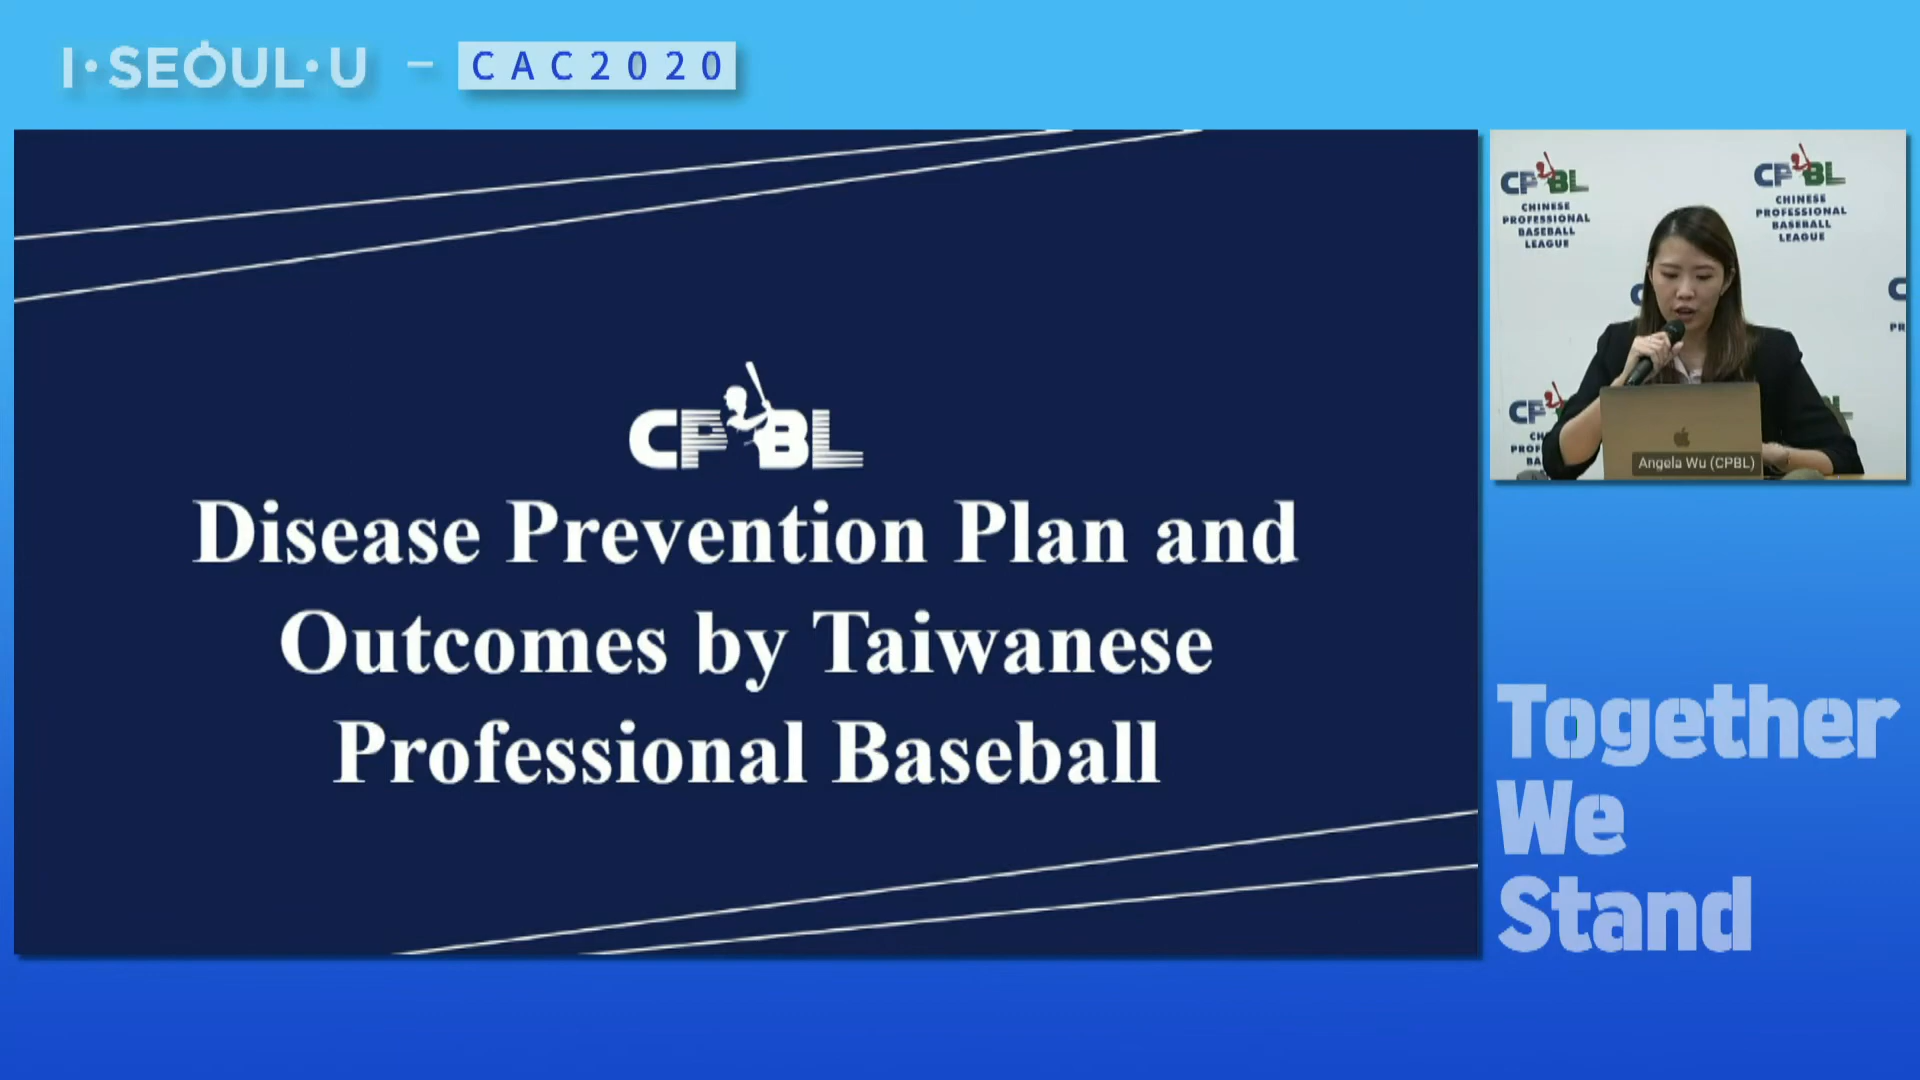 I·SEOUL·U – CAC2020
CPBL
Disease Prevention Plan and
Outcomes by Taiwanese
Professional Baseball
CPBL
CHINESE
PROFESSIONAL
BASEBALL
LEAGUE
CPBL
CHINESE
PROFESSIONAL
BASEBALL
LEAGUE
Angela Wu (CPBL)
Together
We
Stand